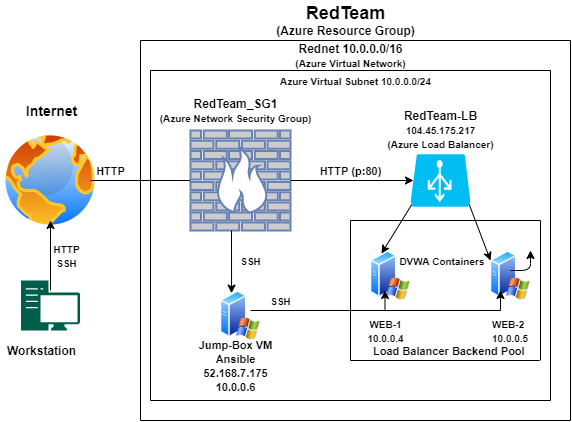 RedTeam
(Azure Resource Group)
Rednet 10.0.0.0/16
(Azure Virtual Network)
Azure Virtual Subnet 10.0.0.0/24
Internet
RedTeam_SG1
(Azure Network Security Group)
RedTeam-LB
104.45.175.217
(Azure Load Balancer)
HTTP
HTTP (p:80)
HTTP
SSH
SSH
DVWA Containers
SSH
Workstation
Jump-Box VM
Ansible
52.168.7.175
10.0.0.6
WEB-1
10.0.0.4
WEB-2
10.0.0.5
Load Balancer Backend Pool